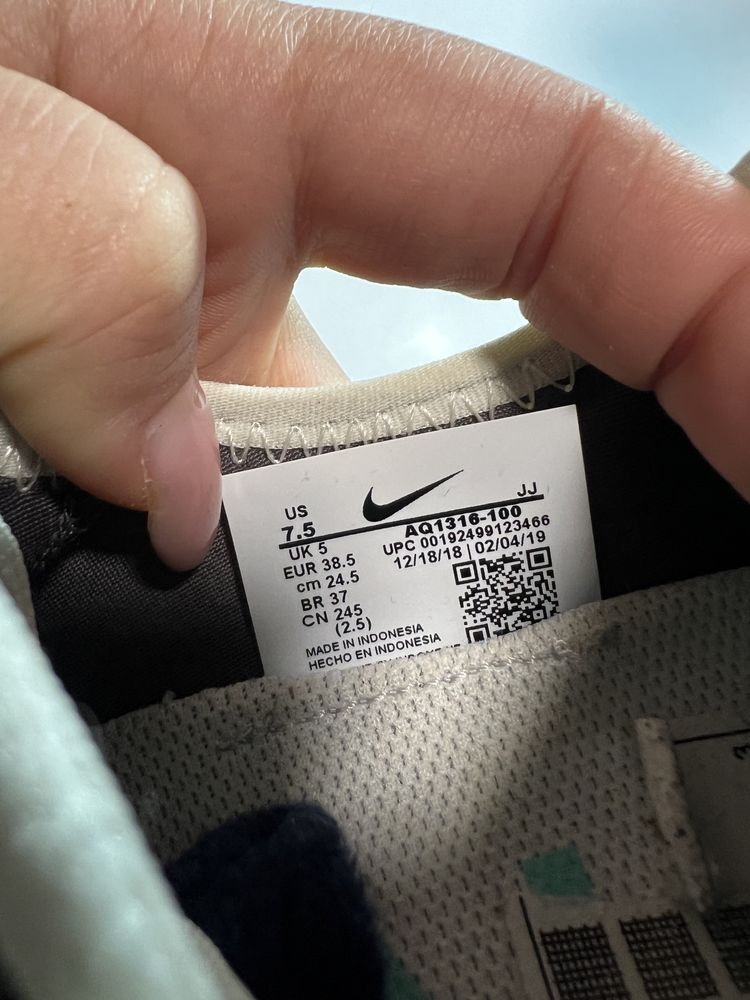 US
7.5
UK 5
EUR 38.5
cm 24.5
BR 37
CN 245
(2.5)
JJ
AQ1316-100
UPC 00192499123466
12/18/18 | 02/04/19
MADE IN INDONESIA
HECHO EN INDONESIA